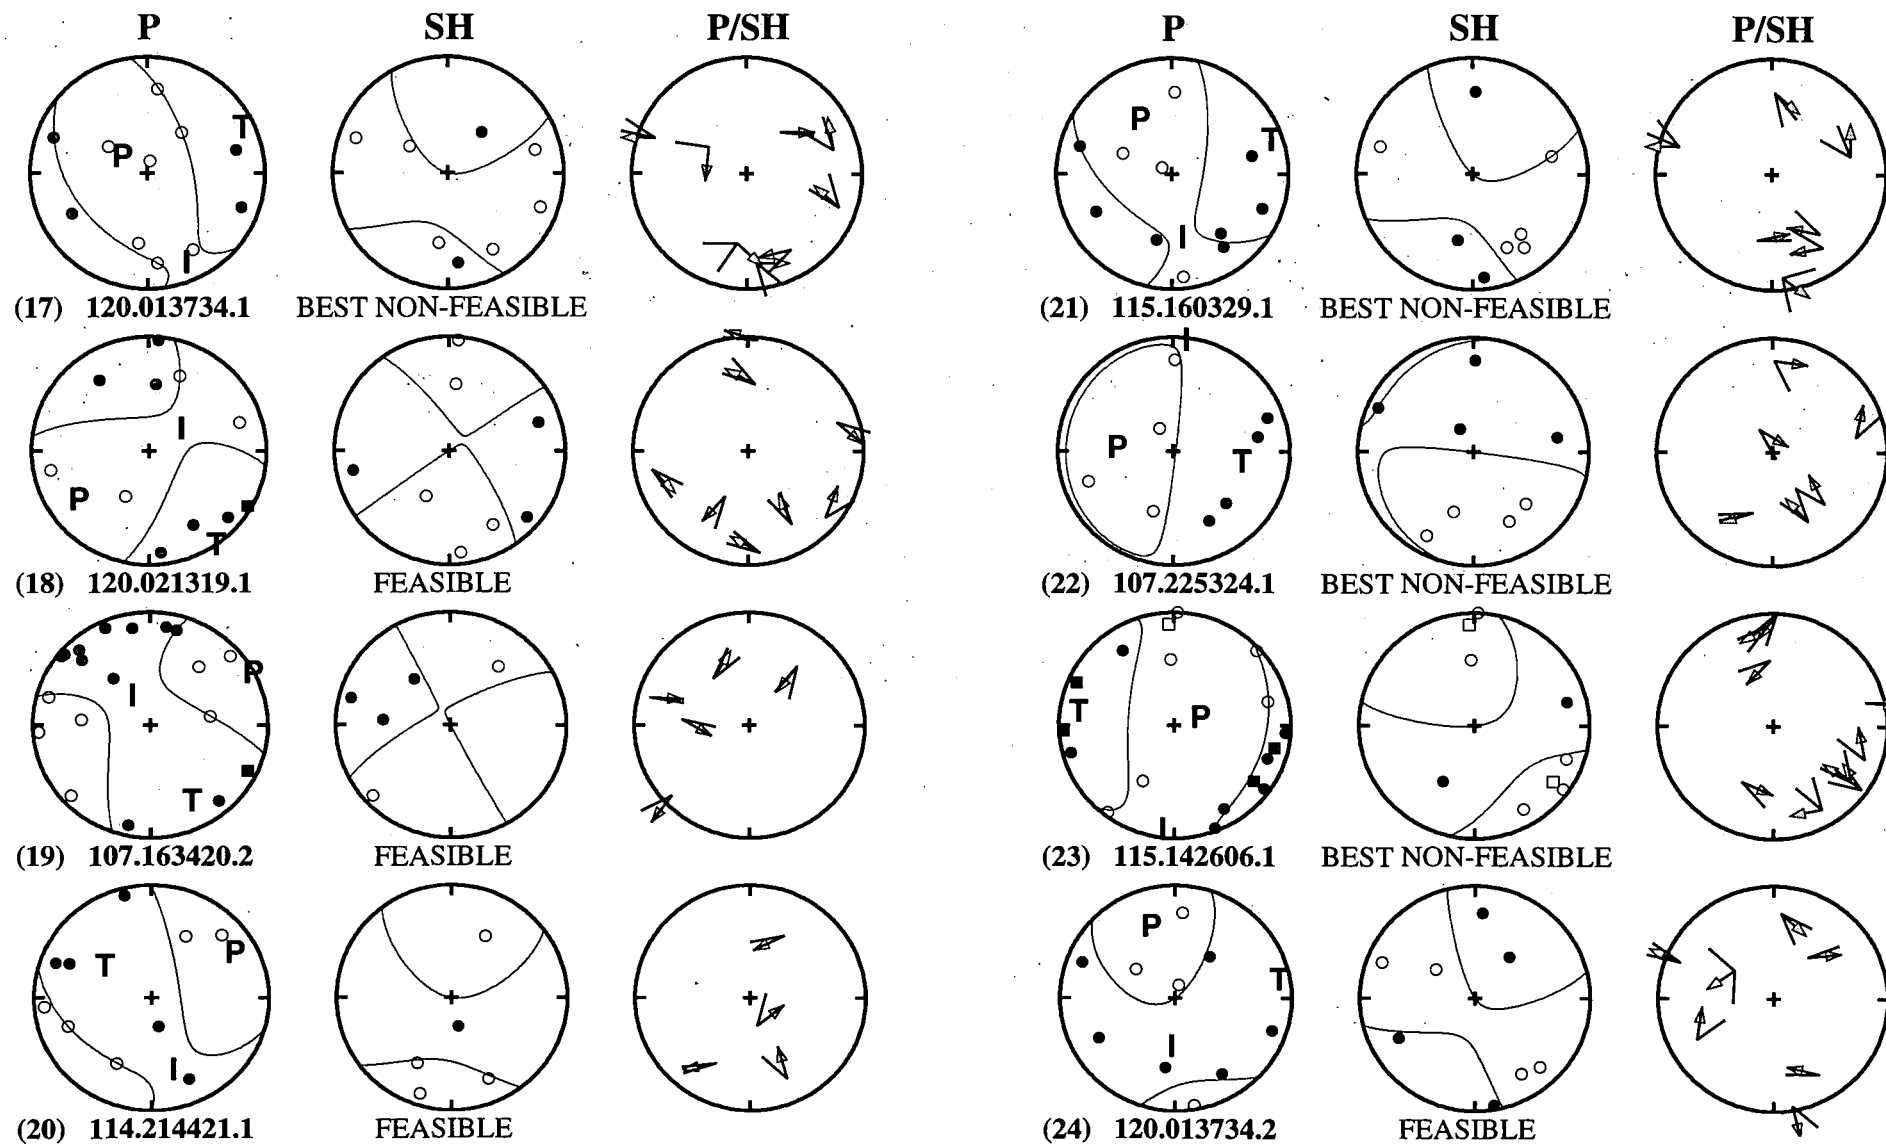 P SH P/SH
P T I
(17) 120.013734.1 BEST NON-FEASIBLE
I P T
(18) 120.021319.1 FEASIBLE
P I T
(19) 107.163420.2 FEASIBLE
T P I
(20) 114.214421.1 FEASIBLE
P SH P/SH
P T I
(21) 115.160329.1 BEST NON-FEASIBLE
I P T
(22) 107.225324.1 BEST NON-FEASIBLE
T P I
(23) 115.142606.1 BEST NON-FEASIBLE
P T I
(24) 120.013734.2 FEASIBLE